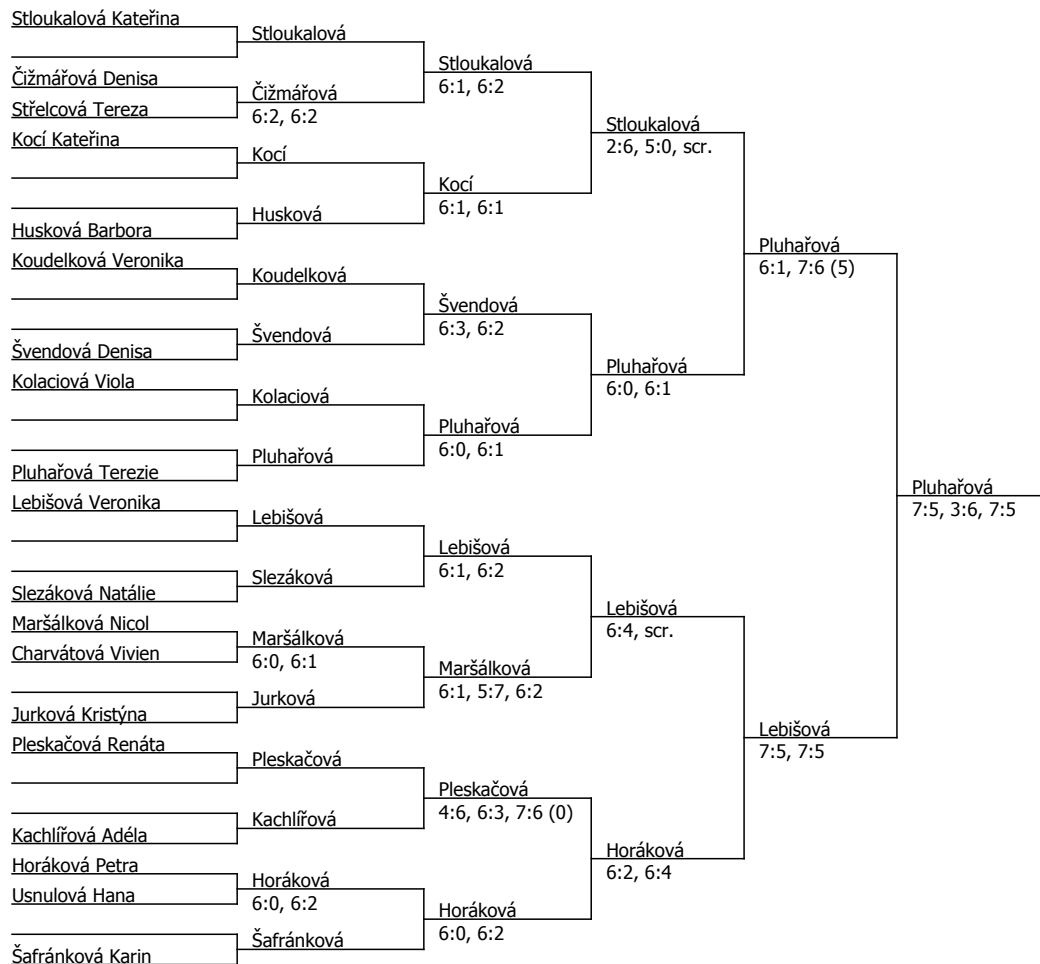 Stloukalová Kateřina
Čižmářová Denisa
Střelcová Tereza
Kocí Kateřina
Husková Barbora
Koudelková Veronika
Švendová Denisa
Kolaciová Viola
Pluhařová Terezie
Lebišová Veronika
Slezáková Natálie
Maršálková Nicol
Charvátová Vivien
Jurková Kristýna
Pleskačová Renáta
Kachlířová Adéla
Horáková Petra
Usnulová Hana
Šafránková Karin
Stloukalová
Čižmářová
6:2, 6:2
Kocí
Husková
Koudelková
Švendová
Kolaciová
Pluhařová
Lebišová
Slezáková
Maršálková
6:0, 6:1
Jurková
Pleskačová
Kachlířová
Horáková
6:0, 6:2
Šafránková
Stloukalová
6:1, 6:2
Kocí
6:1, 6:1
Švendová
6:3, 6:2
Pluhařová
6:0, 6:1
Lebišová
6:1, 6:2
Maršálková
6:1, 5:7, 6:2
Pleskačová
4:6, 6:3, 7:6 (0)
Horáková
6:0, 6:2
Stloukalová
2:6, 5:0, scr.
Pluhařová
6:0, 6:1
Lebišová
6:4, scr.
Horáková
6:2, 6:4
Pluhařová
6:1, 7:6 (5)
Lebišová
7:5, 7:5
Pluhařová
7:5, 3:6, 7:5